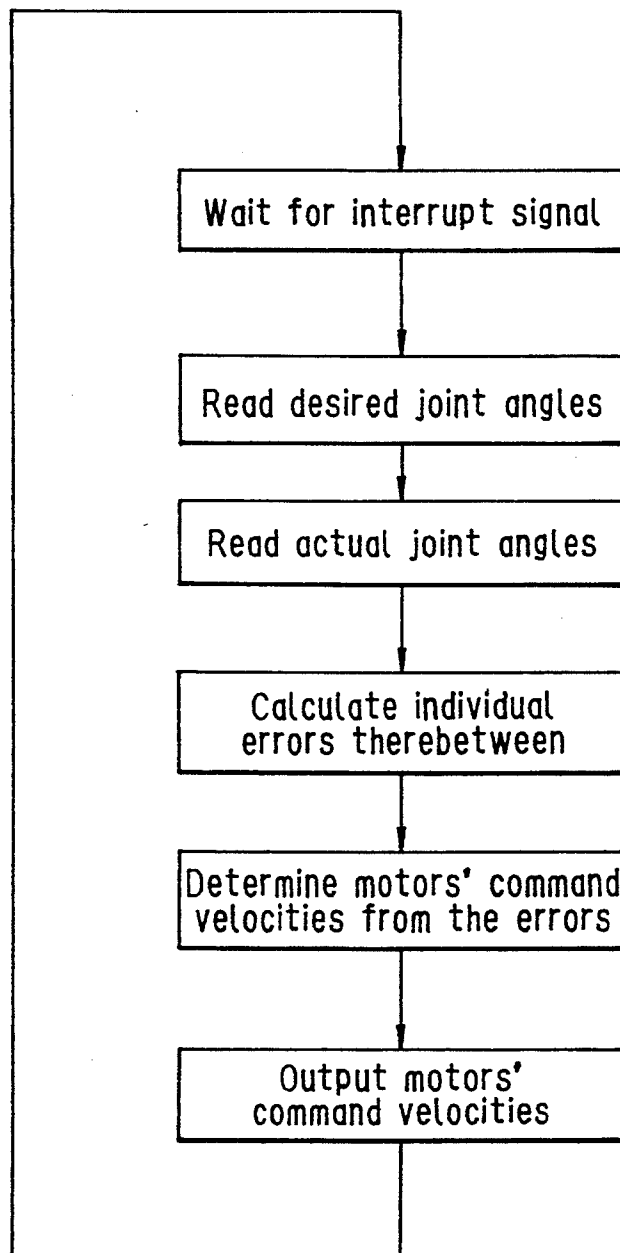 Wait for interrupt signal
Read desired joint angles
Read actual joint angles
Calculate individual
errors therebetween
Determine motors' command
velocities from the errors
Output motors'
command velocities